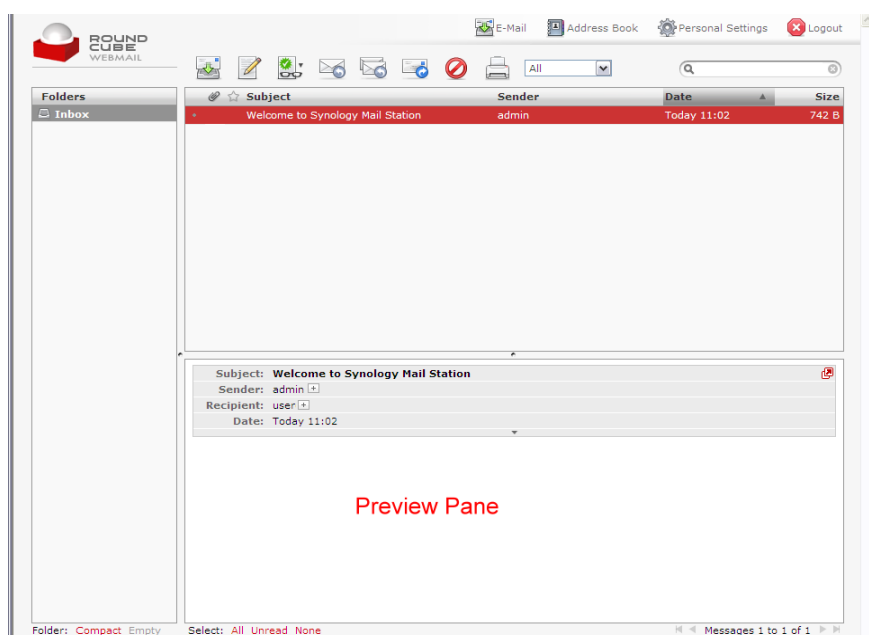 ROUND
CUBE
WEBMAIL
E-Mail Address Book Personal Settings Logout
All
Folders
Inbox
Subject Sender Date Size
Welcome to Synology Mail Station admin Today 11:02 742 B
Subject: Welcome to Synology Mail Station
Sender: admin
Recipient: user
Date: Today 11:02
Preview Pane
Folder: Compact Empty Select: All Unread None Messages 1 to 1 of 1